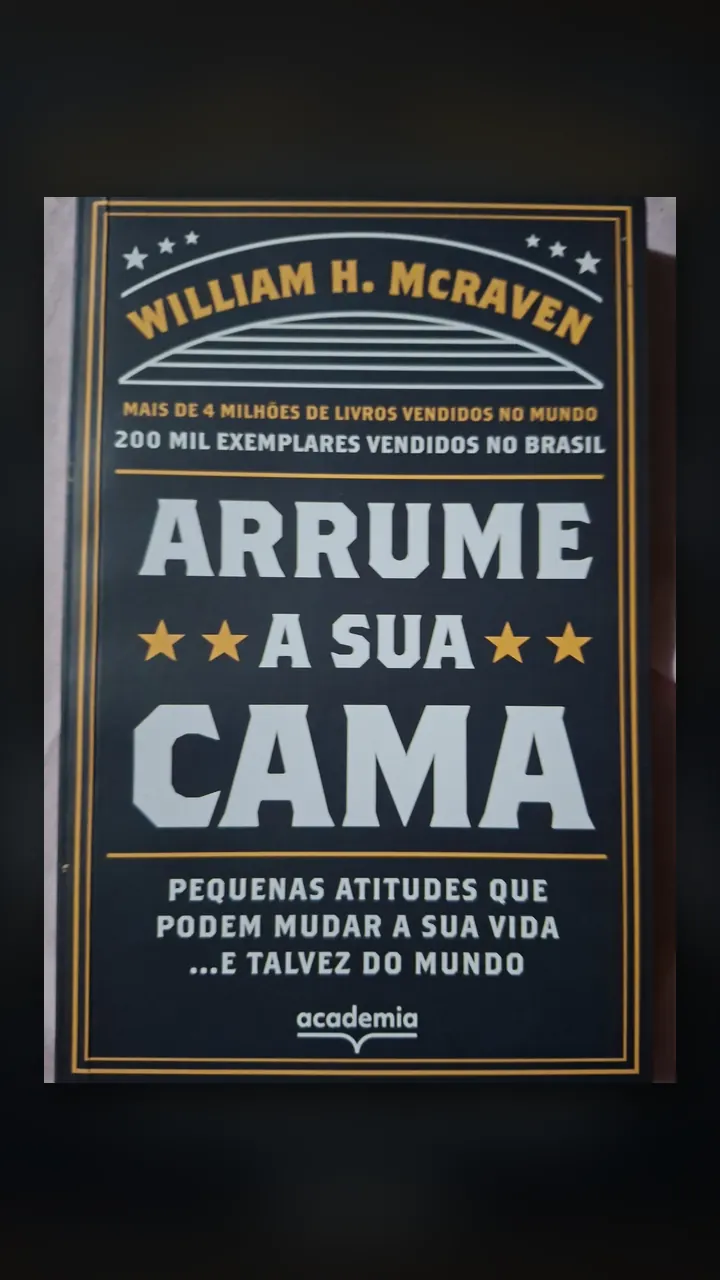 WILLIAM H. McRAVEN
MAIS DE 4 MILHÕES DE LIVROS VENDIDOS NO MUNDO
200 MIL EXEMPLARES VENDIDOS NO BRASIL
ARRUME
A SUA
CAMA
PEQUENAS ATITUDES QUE
PODEM MUDAR A SUA VIDA
...E TALVEZ DO MUNDO
academia